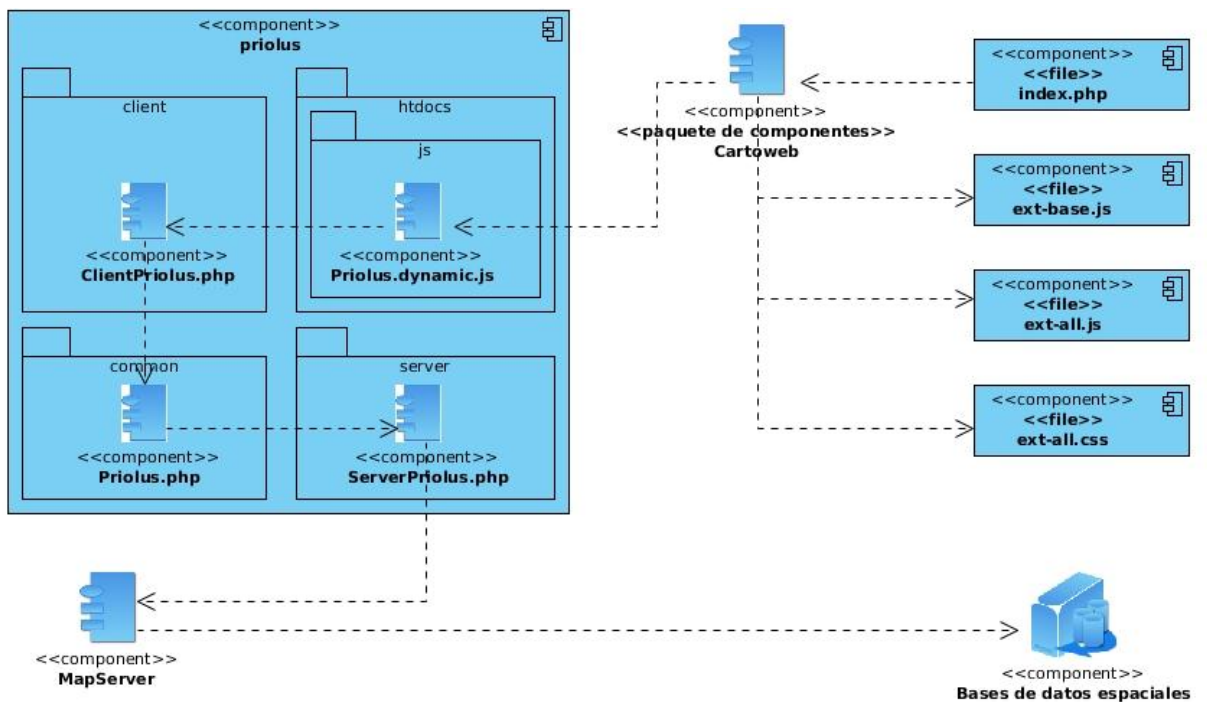 <<component>>
priolus
client
htdocs
js
<<component>>
ClientPriolus.php
<<component>>
Priolus.dynamic.js
common
server
<<component>>
Priolus.php
<<component>>
ServerPriolus.php
<<component>>
<<paquete de componentes>>
Cartoweb
<<component>>
<<file>>
index.php
<<component>>
<<file>>
ext-base.js
<<component>>
<<file>>
ext-all.js
<<component>>
<<file>>
ext-all.css
<<component>>
MapServer
<<component>>
Bases de datos espaciales